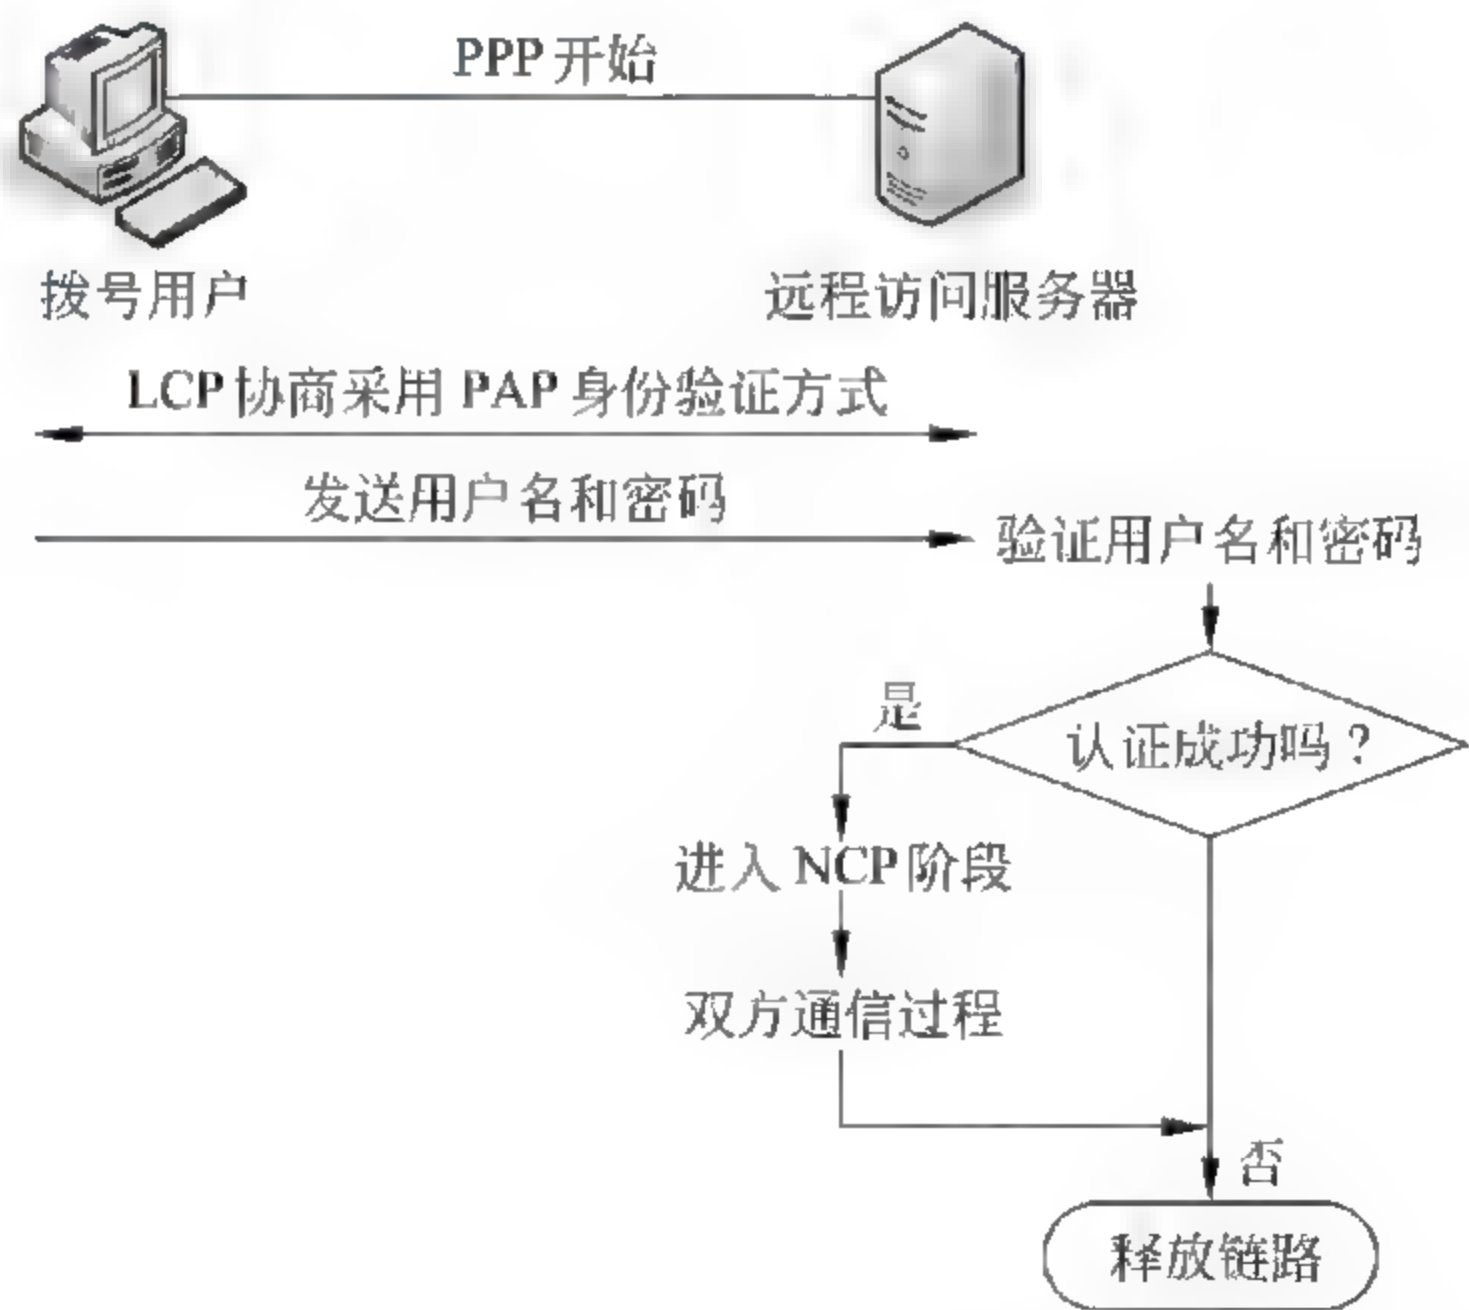 PPP 开始
拨号用户
远程访问服务器
LCP 协商采用 PAP 身份验证方式
发送用户名和密码
验证用户名和密码
是
认证成功吗？
进入 NCP 阶段
双方通信过程
否
释放链路